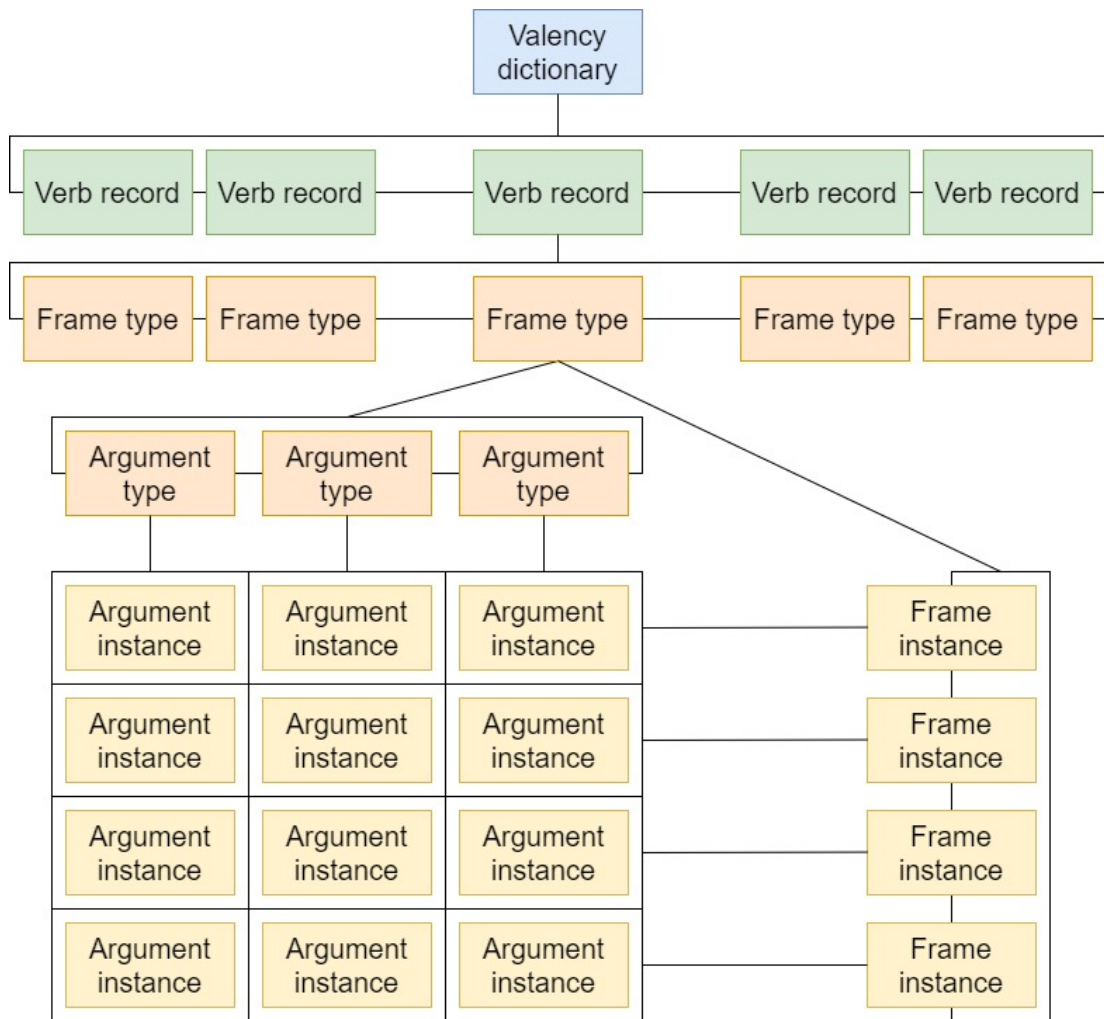 Valency
dictionary
Verb record Verb record Verb record Verb record Verb record
Frame type Frame type Frame type Frame type Frame type
Argument Argument Argument
type type type
Argument Argument Argument Frame
instance instance instance instance
Argument Argument Argument Frame
instance instance instance instance
Argument Argument Argument Frame
instance instance instance instance
Argument Argument Argument Frame
instance instance instance instance